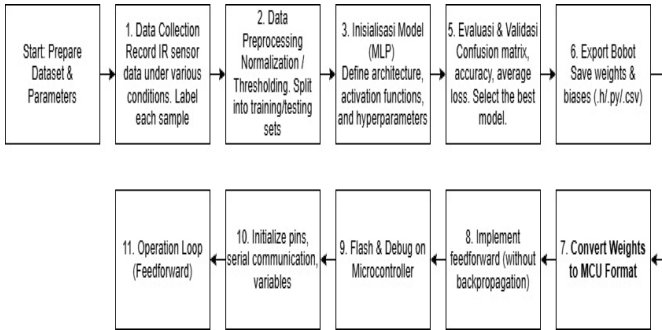 Start: Prepare
Dataset &
Parameters
1. Data Collection
Record IR sensor
data under various
conditions. Label
each sample
2. Data
Preprocessing
Normalization /
Thresholding. Split
into training/testing
sets
3. Inisialisasi Model
(MLP)
Define architecture,
activation functions,
and hyperparameters
5. Evaluasi & Validasi
Confusion matrix,
accuracy, average
loss. Select the best
model.
6. Export Bobot
Save weights &
biases (.h/.py/.csv)
7. Convert Weights
to MCU Format
8. Implement
feedforward (without
backpropagation)
9. Flash & Debug on
Microcontroller
10. Initialize pins,
serial communication,
variables
11. Operation Loop
(Feedforward)